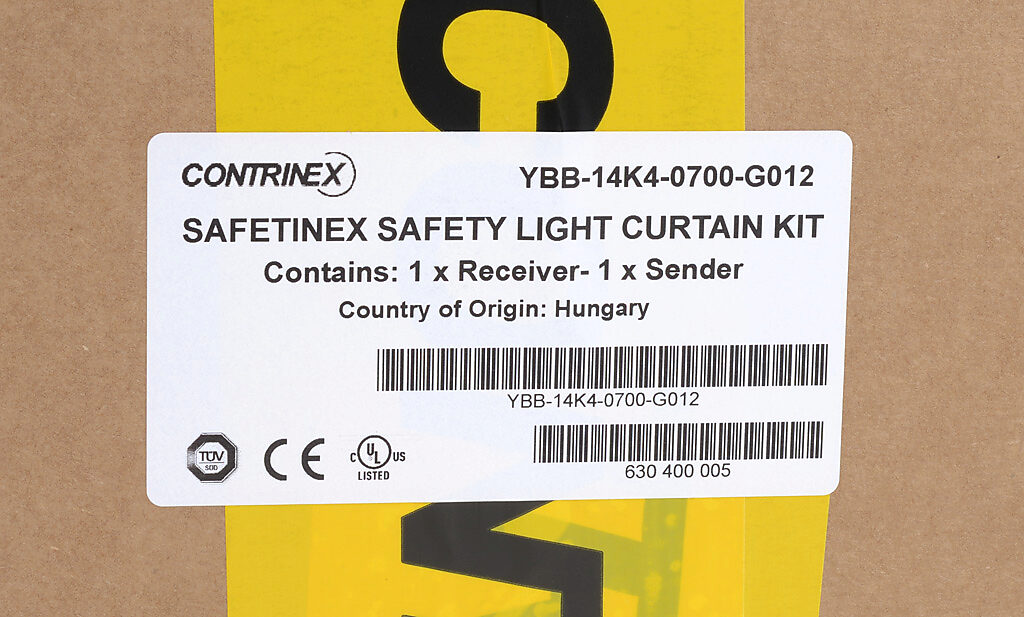 C
CONTRINEX
YBB-14K4-0700-G012
SAFETINEX SAFETY LIGHT CURTAIN KIT
Contains: 1 x Receiver- 1 x Sender
Country of Origin: Hungary
YBB-14K4-0700-G012
TÜV
SÜD
CE
C UL US
LISTED
630 400 005